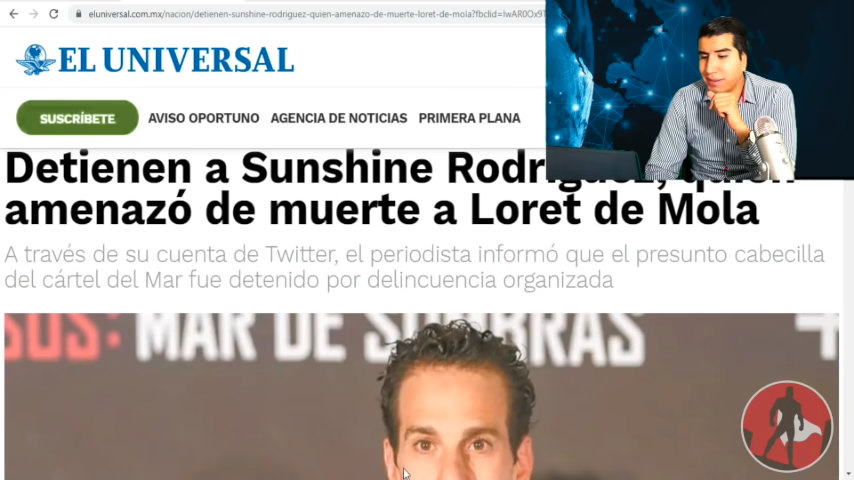 eluniversal.com.mx/nacion/detienen-sunshine-rodriguez-quien-amenazo-de-muerte-loret-de-mola?fbclid=IwAR0Ox9
EL UNIVERSAL
SUSCRÍBETE AVISO OPORTUNO AGENCIA DE NOTICIAS PRIMERA PLANA
Detienen a Sunshine Rodríguez, quien
amenazó de muerte a Loret de Mola
A través de su cuenta de Twitter, el periodista informó que el presunto cabecilla
del cártel del Mar fue detenido por delincuencia organizada
SOS: MAR DE SOMBRAS